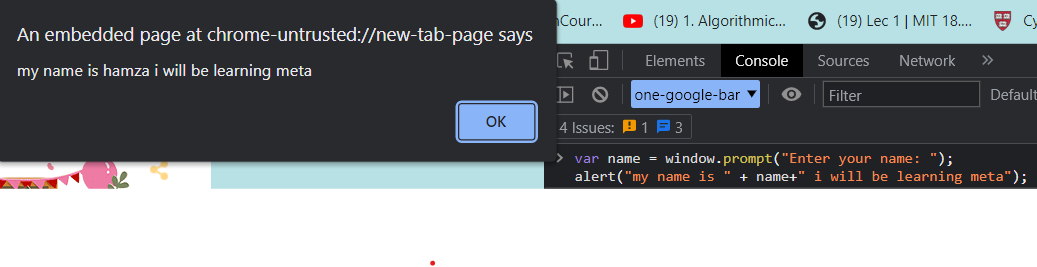 An embedded page at chrome-untrusted://new-tab-page says
my name is hamza i will be learning meta
OK
(19) 1. Algorithmic...
(19) Lec 1 | MIT 18....
Elements Console Sources Network
one-google-bar Filter Default
4 Issues: 1 3
var name = window.prompt("Enter your name: ");
alert("my name is " + name+" i will be learning meta");